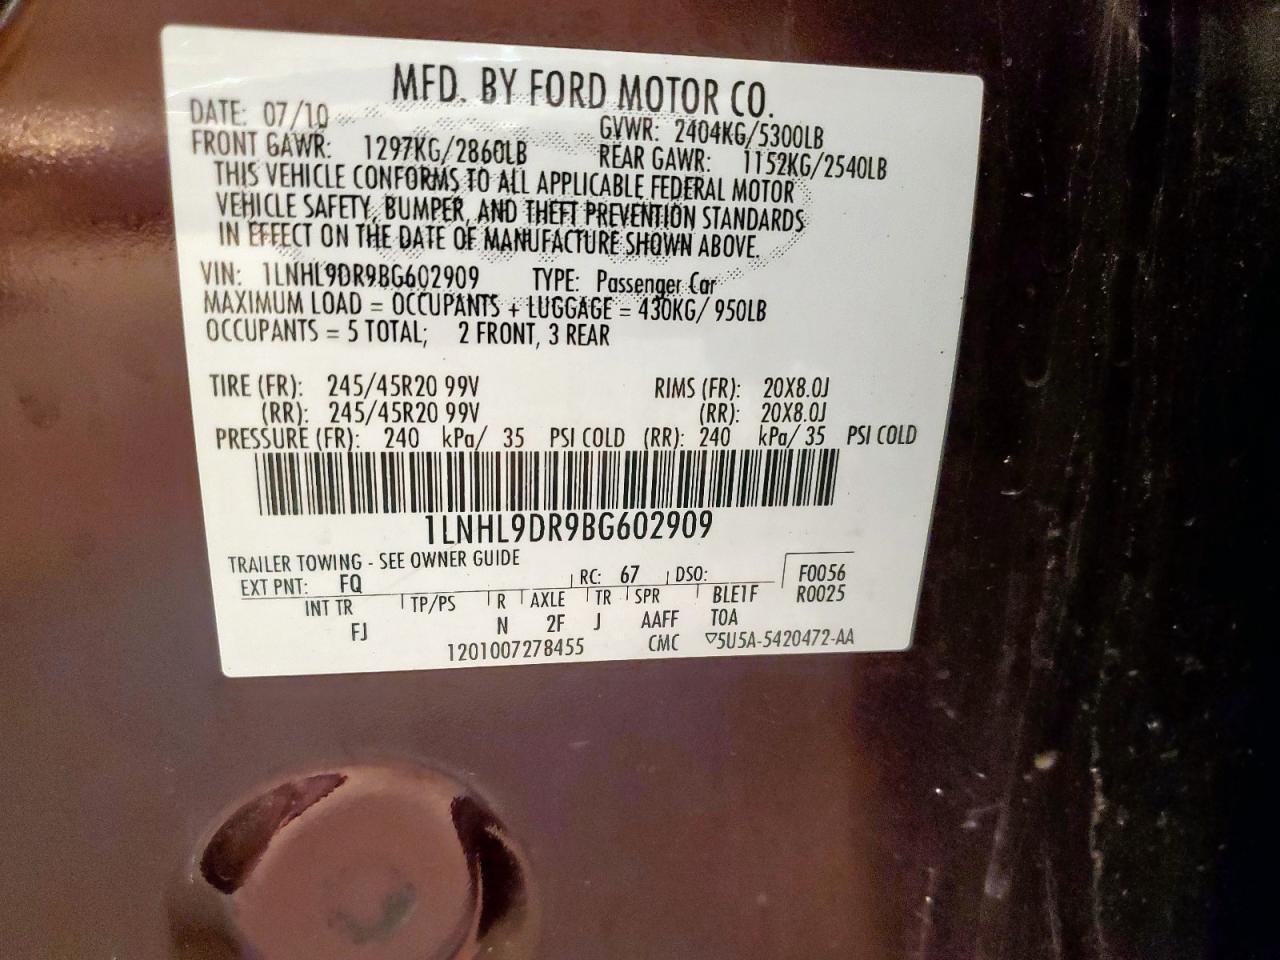 MFD. BY FORD MOTOR CO.
DATE: 07/10 GVWR: 2404KG/5300LB
FRONT GAWR: 1297KG/2860LB REAR GAWR: 1152KG/2540LB
THIS VEHICLE CONFORMS TO ALL APPLICABLE FEDERAL MOTOR
VEHICLE SAFETY, BUMPER, AND THEFT PREVENTION STANDARDS
IN EFFECT ON THE DATE OF MANUFACTURE SHOWN ABOVE.
VIN: 1LNHL9DR9BG602909 TYPE: Passenger Car
MAXIMUM LOAD = OCCUPANTS + LUGGAGE = 430KG/ 950LB
OCCUPANTS = 5 TOTAL; 2 FRONT, 3 REAR
TIRE (FR): 245/45R20 99V RIMS (FR): 20X8.0J
(RR): 245/45R20 99V (RR): 20X8.0J
PRESSURE (FR): 240 kPa/ 35 PSI COLD (RR): 240 kPa/ 35 PSI COLD
1LNHL9DR9BG602909
TRAILER TOWING - SEE OWNER GUIDE
EXT PNT: FQ RC: 67 DSO: F0056
INT TR TP/PS R AXLE TR SPR BLE1F R0025
FJ N 2F J AAFF T0A
1201007278455 CMC ▽5U5A-5420472-AA